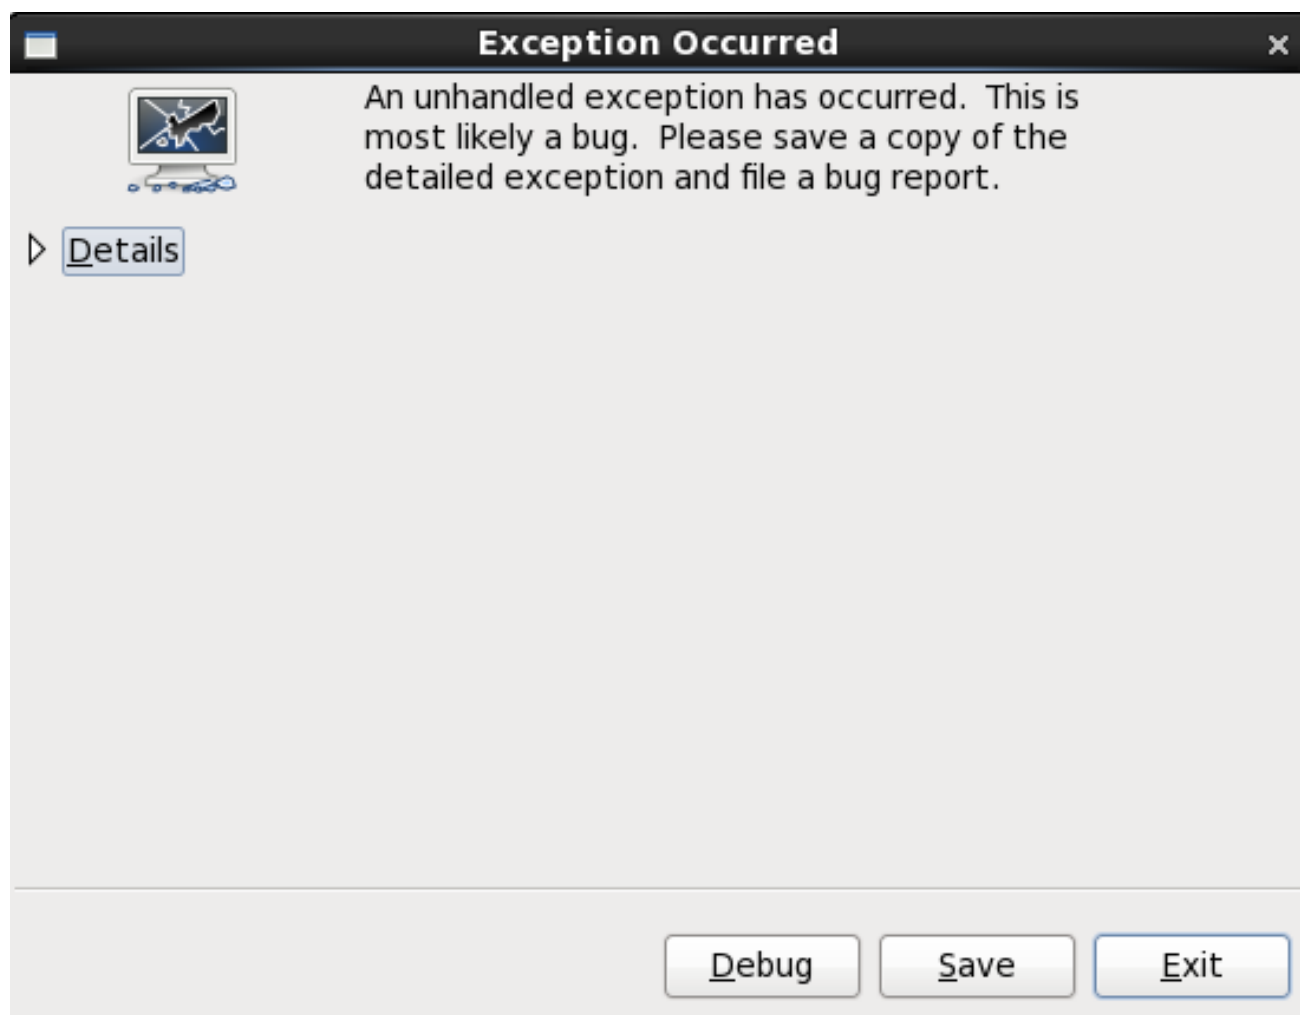 Exception Occurred
An unhandled exception has occurred.  This is
most likely a bug.  Please save a copy of the
detailed exception and file a bug report.
Details
Debug
Save
Exit